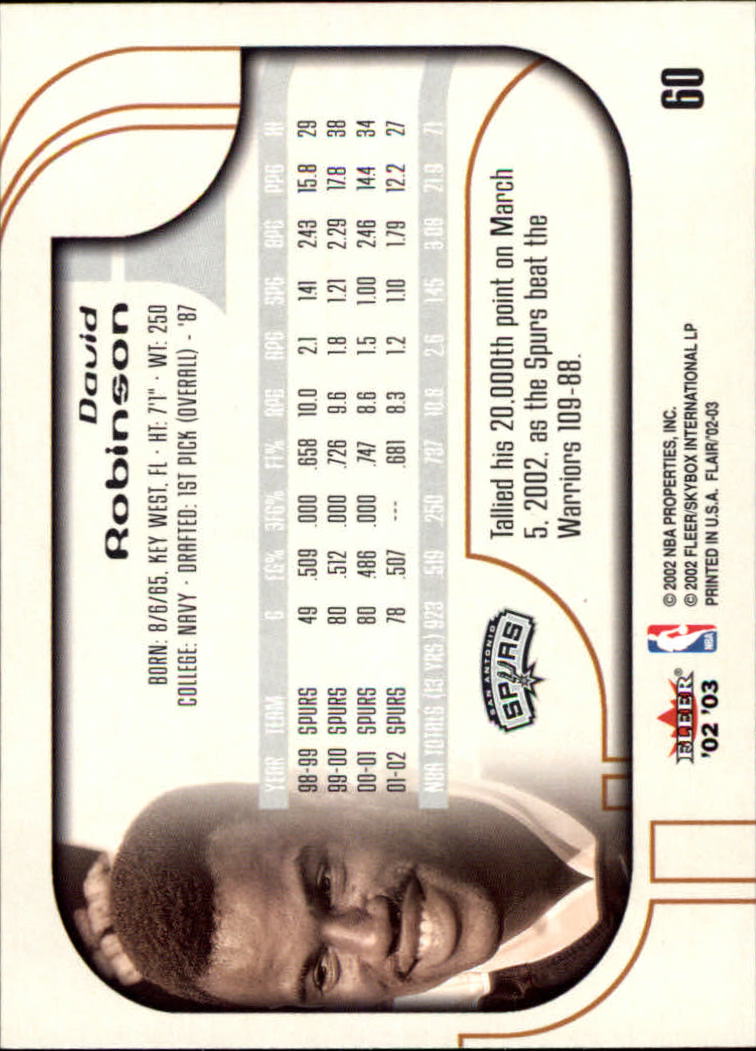 60
David
Robinson
BORN: 8/6/65, KEY WEST, FL · HT: 7'1" · WT: 250
COLLEGE: NAVY · DRAFTED: 1ST PICK (OVERALL) - '87
YEAR TEAM G FG% 3FG% FT% RPG APG SPG BPG PPG HI
98-99 SPURS 49 .509 .000 .658 10.0 2.1 1.41 2.43 15.8 29
99-00 SPURS 80 .512 .000 .726 9.6 1.8 1.21 2.29 17.8 38
00-01 SPURS 80 .486 .000 .747 8.6 1.5 1.00 2.46 14.4 34
01-02 SPURS 78 .507 --- .681 8.3 1.2 1.10 1.79 12.2 27
NBA TOTALS (13 YRS.) 923 .519 .250 .737 10.8 2.6 1.45 3.08 21.9 71
SAN ANTONIO
SPURS
Tallied his 20,000th point on March
5, 2002, as the Spurs beat the
Warriors 109-88.
FLEER®
'02 '03
NBA
© 2002 NBA PROPERTIES, INC.
© 2002 FLEER/SKYBOX INTERNATIONAL LP
PRINTED IN U.S.A. FLAIR/'02-03